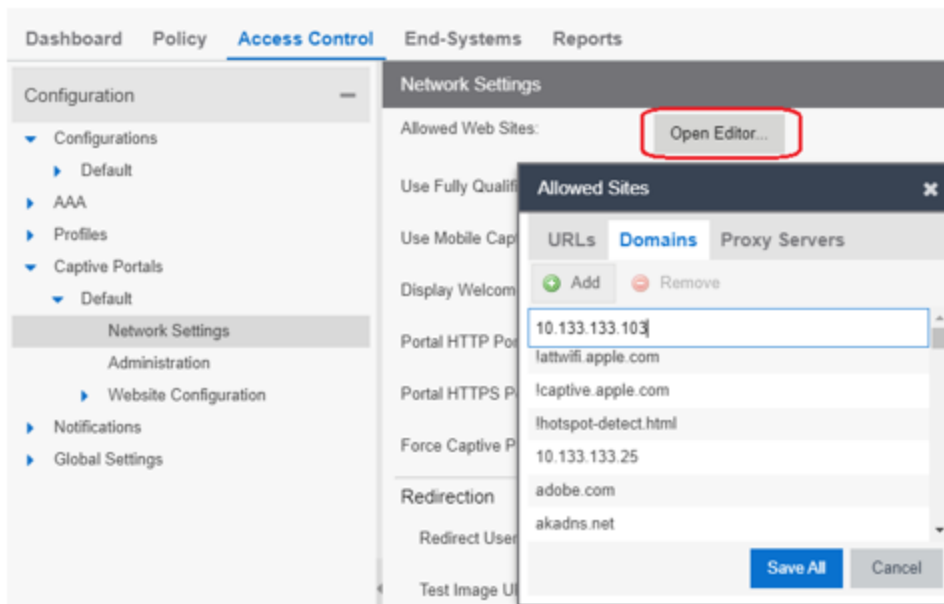 Dashboard Policy Access Control End-Systems Reports
Configuration
Configurations
Default
AAA
Profiles
Captive Portals
Default
Network Settings
Administration
Website Configuration
Notifications
Global Settings
Network Settings
Allowed Web Sites:
Open Editor...
Use Fully Qualifi
Use Mobile Cap
Display Welcom
Portal HTTP Por
Portal HTTPS P
Force Captive P
Redirection
Redirect User
Test Image U
Allowed Sites
URLs Domains Proxy Servers
Add Remove
10.133.133.103
!attwifi.apple.com
!captive.apple.com
!hotspot-detect.html
10.133.133.25
adobe.com
akadns.net
Save All Cancel